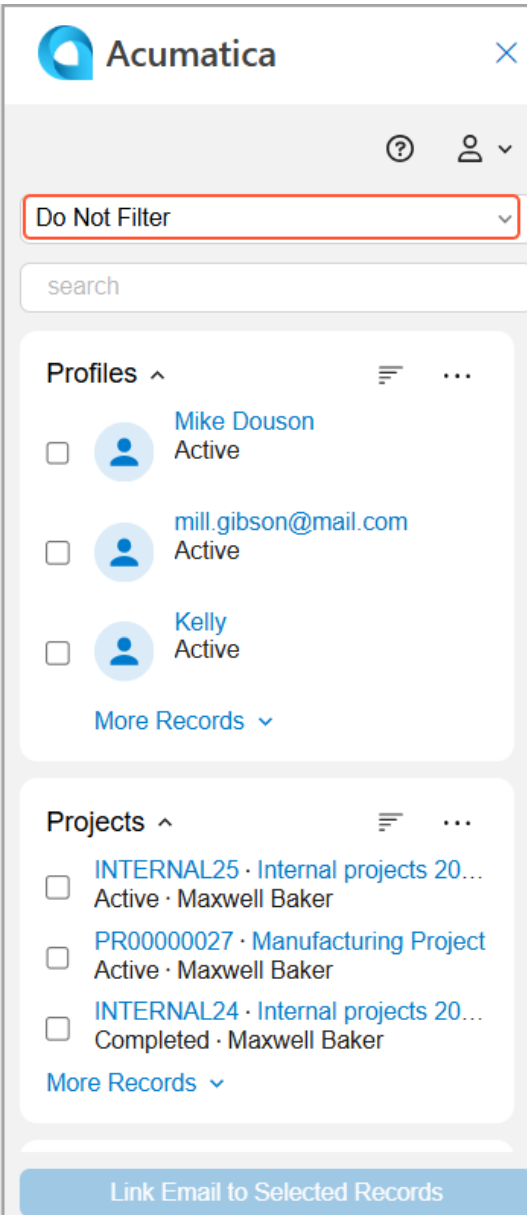 Acumatica
Do Not Filter
search
Profiles
Mike Douson
Active
mill.gibson@mail.com
Active
Kelly
Active
More Records
Projects
INTERNAL25 · Internal projects 20...
Active · Maxwell Baker
PR00000027 · Manufacturing Project
Active · Maxwell Baker
INTERNAL24 · Internal projects 20...
Completed · Maxwell Baker
More Records
Link Email to Selected Records